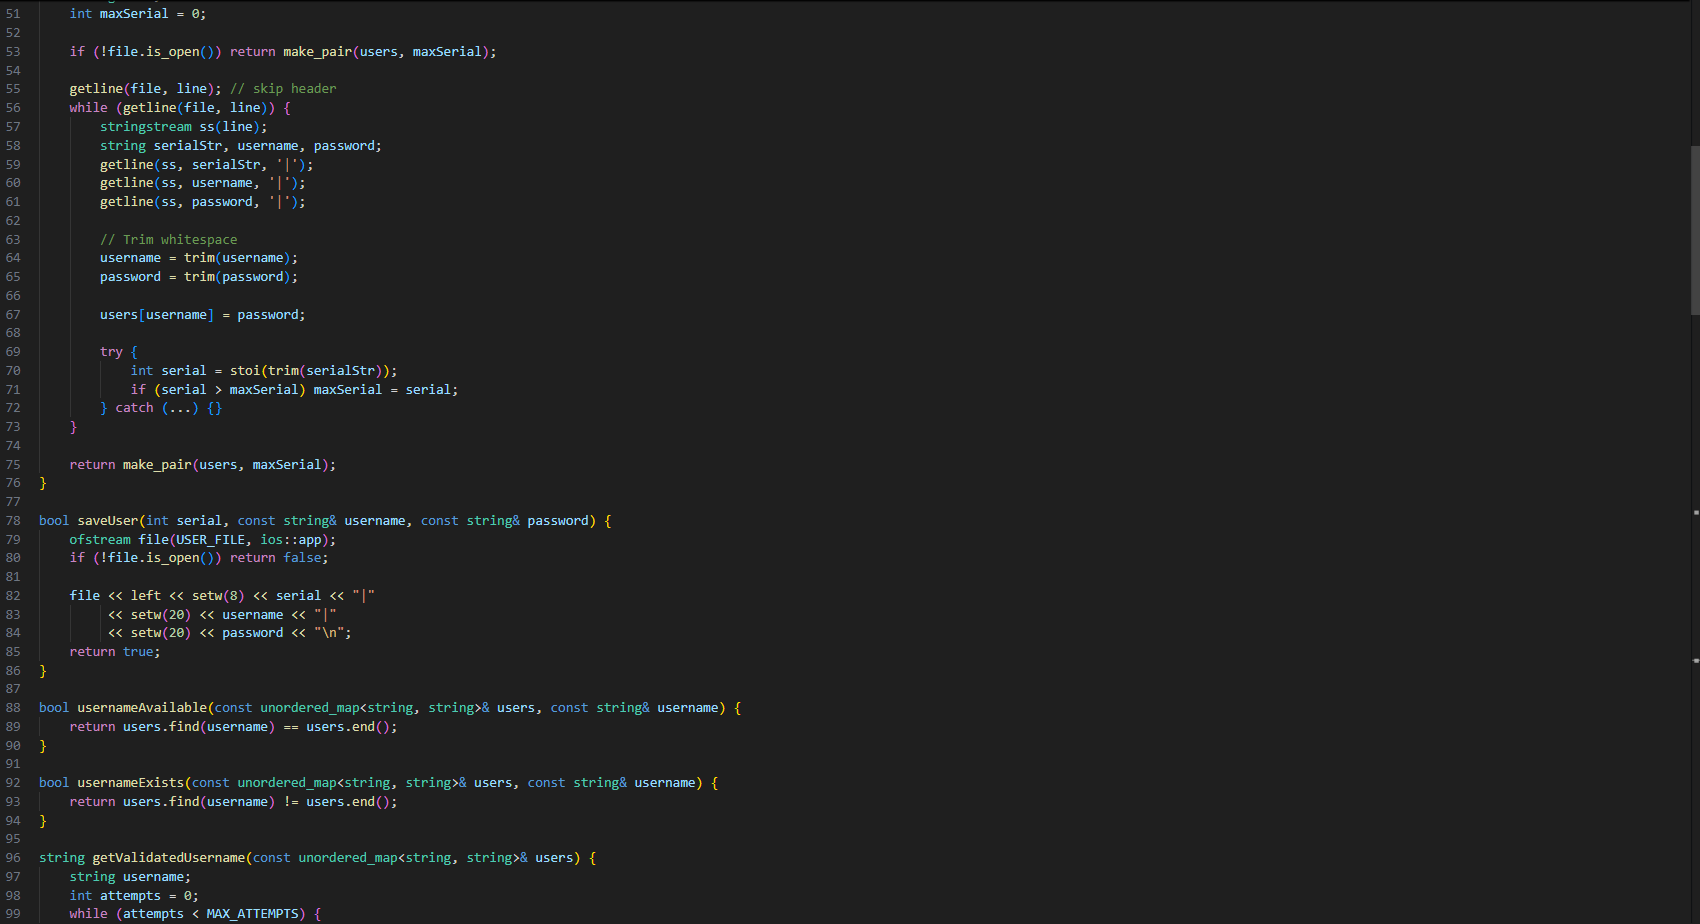 51 int maxSerial = 0;
52
53 if (!file.is_open()) return make_pair(users, maxSerial);
54
55 getline(file, line); // skip header
56 while (getline(file, line)) {
57 stringstream ss(line);
58 string serialStr, username, password;
59 getline(ss, serialStr, '|');
60 getline(ss, username, '|');
61 getline(ss, password, '|');
62
63 // Trim whitespace
64 username = trim(username);
65 password = trim(password);
66
67 users[username] = password;
68
69 try {
70 int serial = stoi(trim(serialStr));
71 if (serial > maxSerial) maxSerial = serial;
72 } catch (...) {}
73 }
74
75 return make_pair(users, maxSerial);
76 }
77
78 bool saveUser(int serial, const string& username, const string& password) {
79 ofstream file(USER_FILE, ios::app);
80 if (!file.is_open()) return false;
81
82 file << left << setw(8) << serial << "|"
83 << setw(20) << username << "|"
84 << setw(20) << password << "\n";
85 return true;
86 }
87
88 bool usernameAvailable(const unordered_map<string, string>& users, const string& username) {
89 return users.find(username) == users.end();
90 }
91
92 bool usernameExists(const unordered_map<string, string>& users, const string& username) {
93 return users.find(username) != users.end();
94 }
95
96 string getValidatedUsername(const unordered_map<string, string>& users) {
97 string username;
98 int attempts = 0;
99 while (attempts < MAX_ATTEMPTS) {